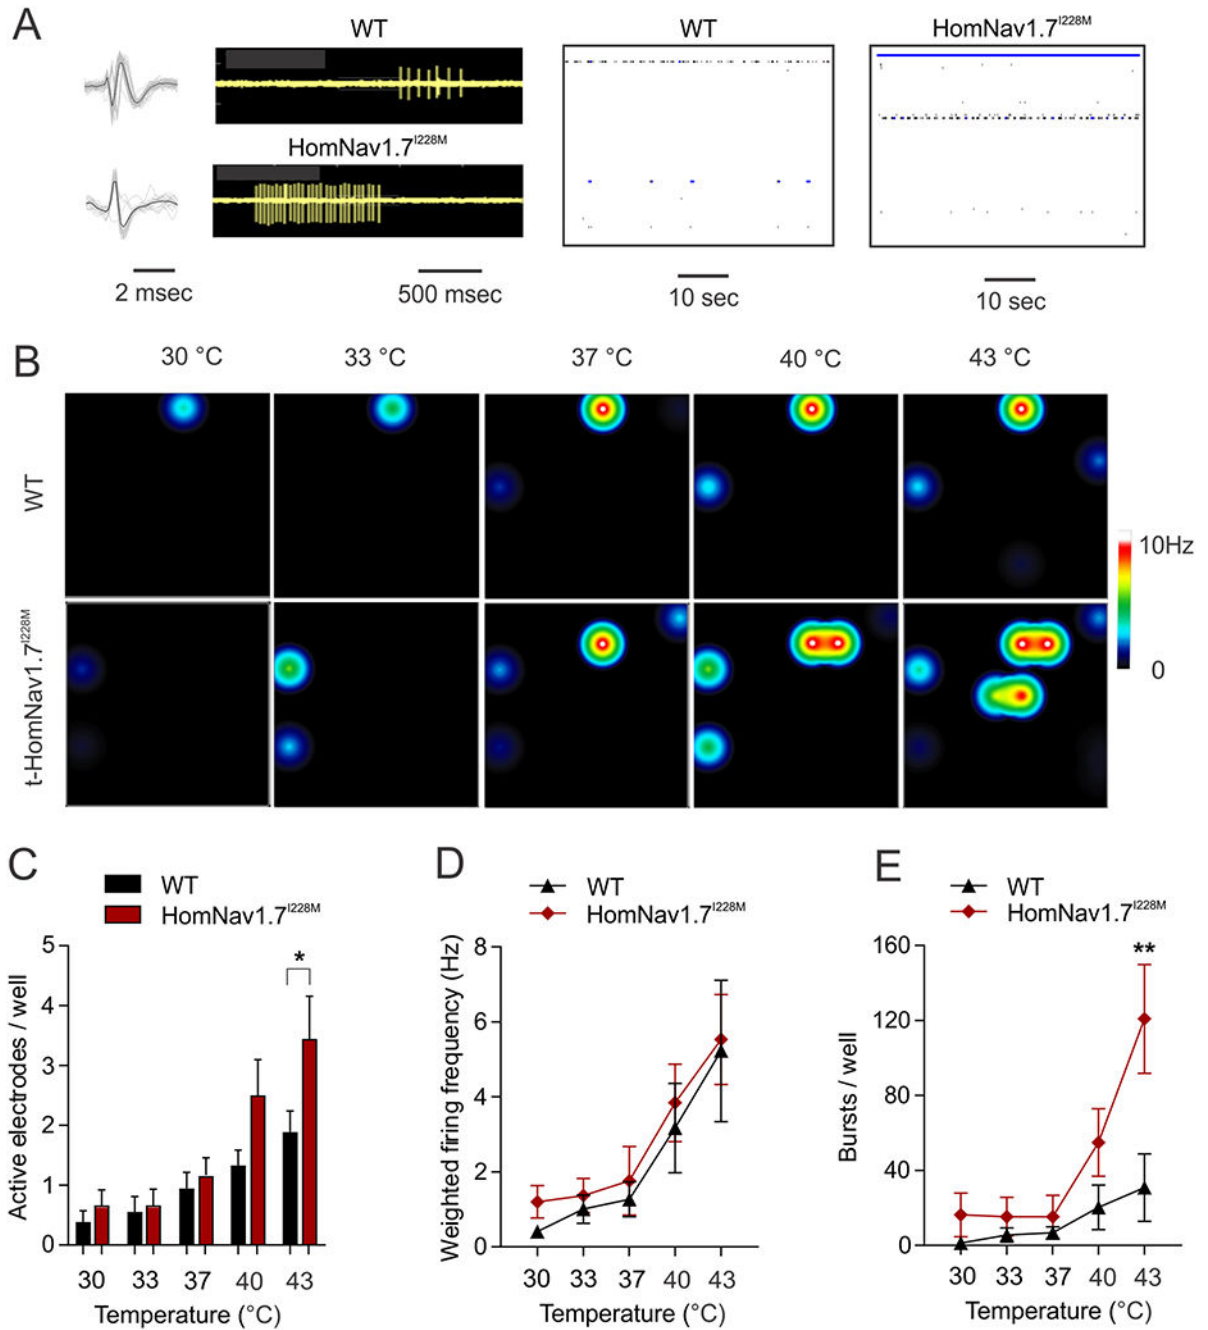 A
WT
WT
HomNav1.7I228M
HomNav1.7I228M
2 msec
500 msec
10 sec
10 sec
B
30 °C
33 °C
37 °C
40 °C
43 °C
WT
t-HomNav1.7I228M
10Hz
0
C
WT
HomNav1.7I228M
Active electrodes / well
5
4
3
2
1
0
*
30
33
37
40
43
Temperature (°C)
D
WT
HomNav1.7I228M
Weighted firing frequency (Hz)
8
6
4
2
0
30
33
37
40
43
Temperature (°C)
E
WT
HomNav1.7I228M
Bursts / well
160
120
80
40
0
**
30
33
37
40
43
Temperature (°C)